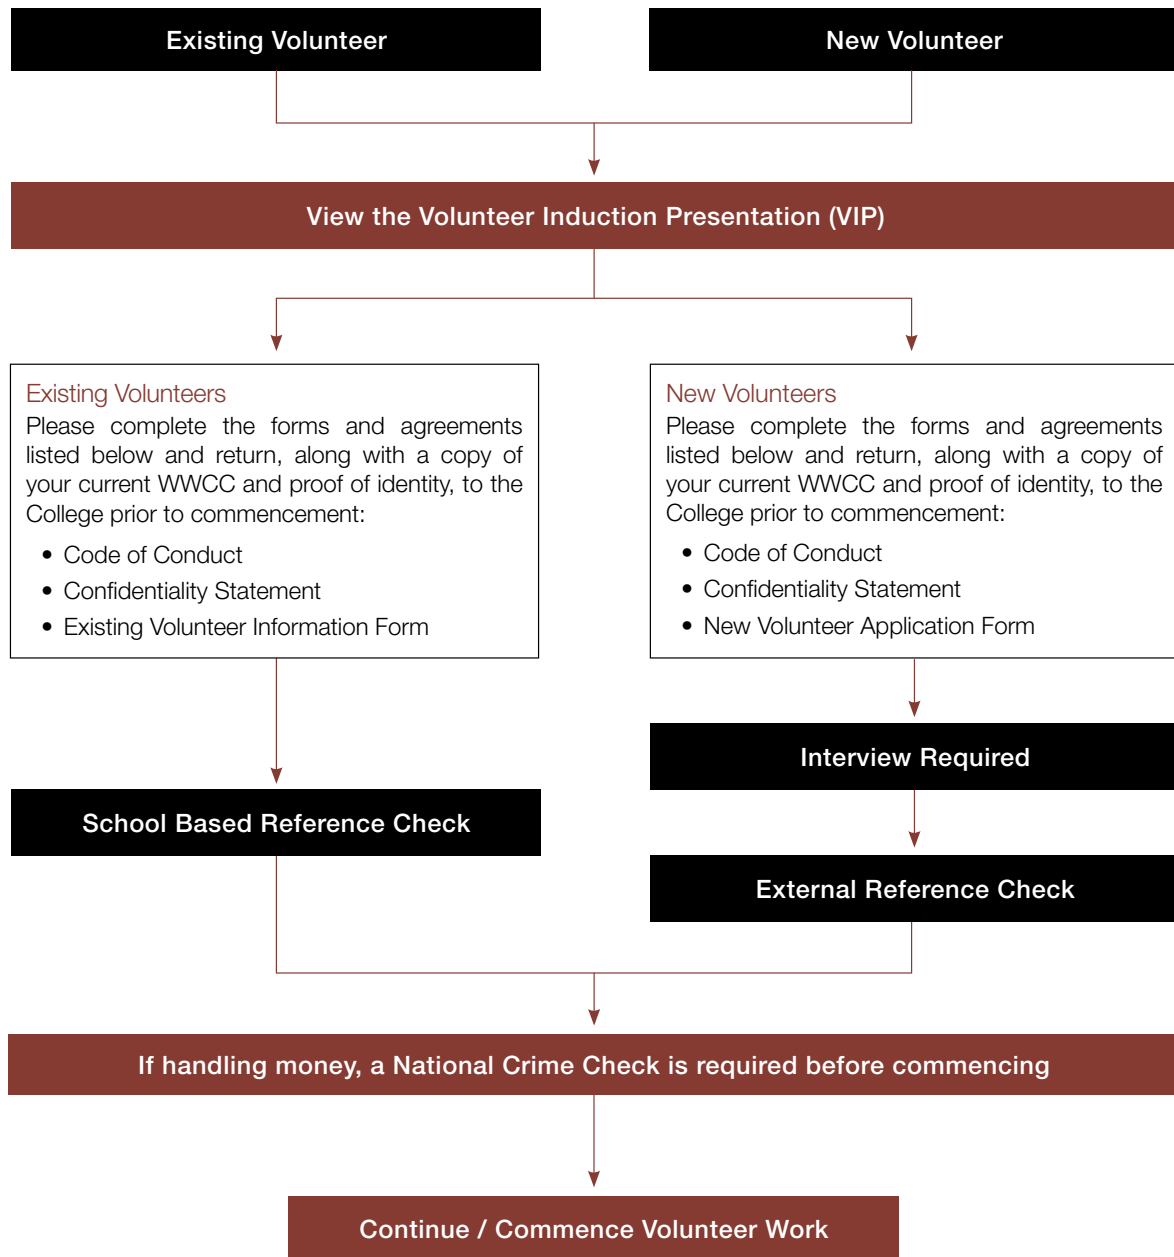 Existing Volunteer
New Volunteer
View the Volunteer Induction Presentation (VIP)
Existing Volunteers
Please complete the forms and agreements
listed below and return, along with a copy of
your current WWCC and proof of identity, to the
College prior to commencement:
• Code of Conduct
• Confidentiality Statement
• Existing Volunteer Information Form
New Volunteers
Please complete the forms and agreements
listed below and return, along with a copy of
your current WWCC and proof of identity, to the
College prior to commencement:
• Code of Conduct
• Confidentiality Statement
• New Volunteer Application Form
Interview Required
School Based Reference Check
External Reference Check
If handling money, a National Crime Check is required before commencing
Continue / Commence Volunteer Work